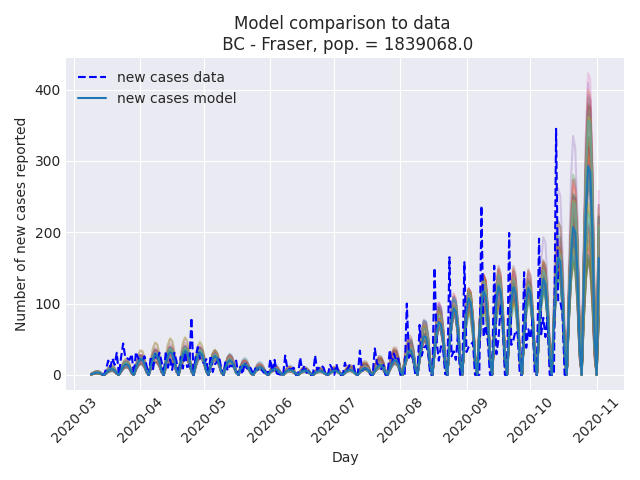 Model comparison to data
BC - Fraser, pop. = 1839068.0
new cases data
new cases model
Number of new cases reported
400
300
200
100
0
2020-03
2020-04
2020-05
2020-06
2020-07
2020-08
2020-09
2020-10
2020-11
Day